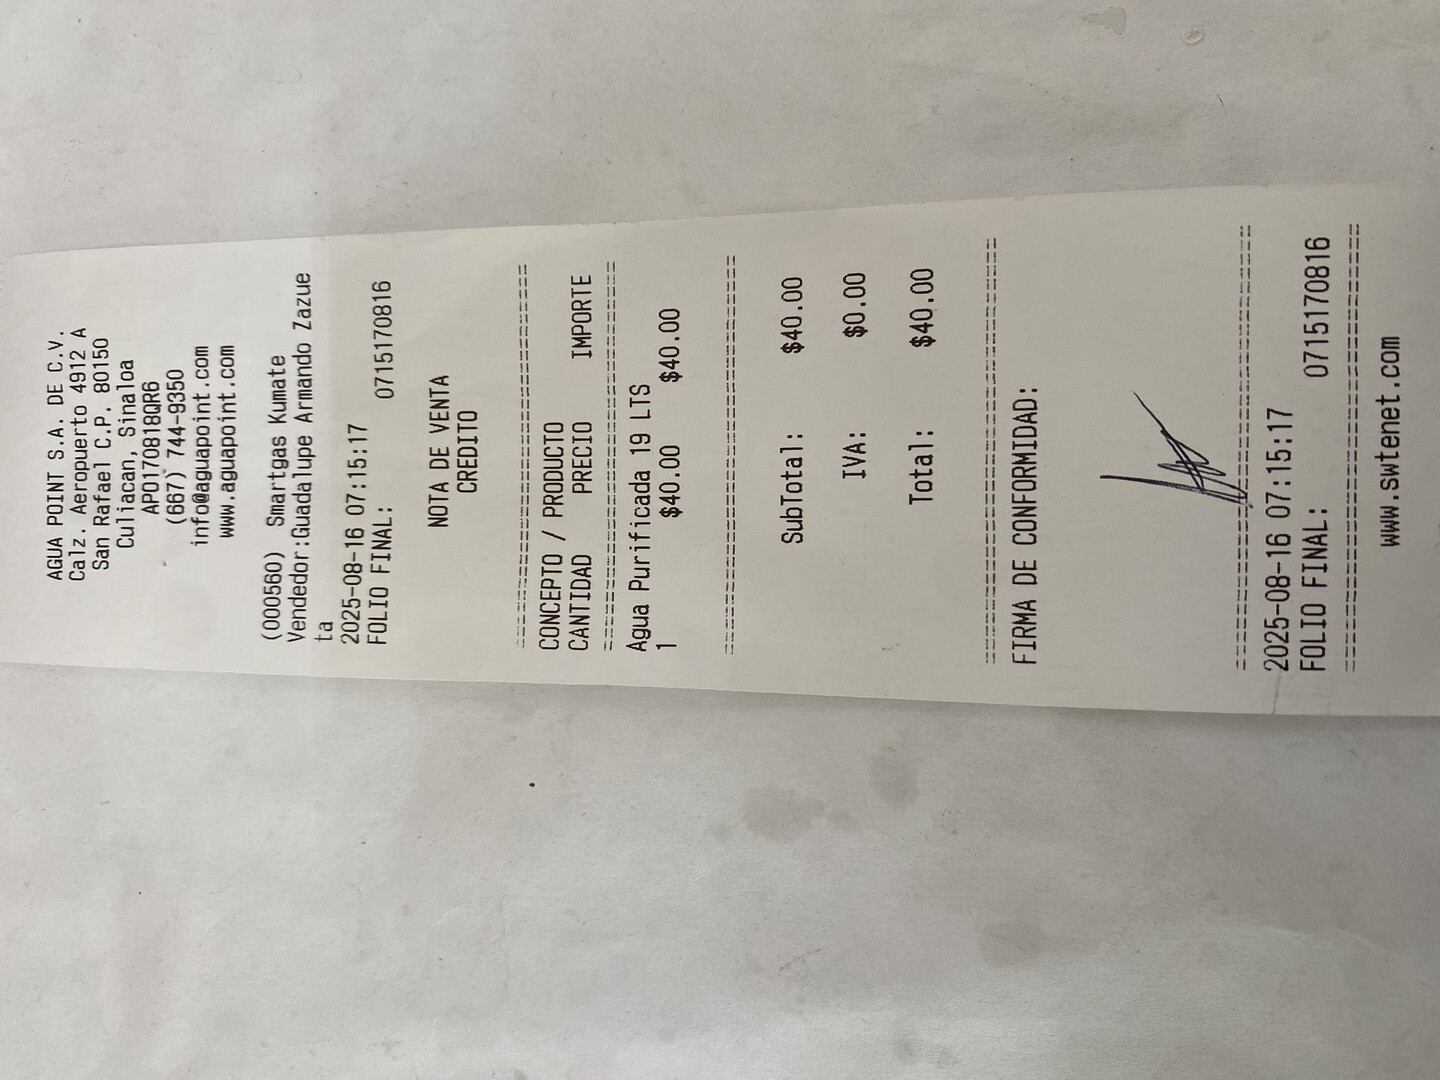 AGUA POINT S.A. DE C.V.
Calz. Aeropuerto 4912 A
San Rafael C.P. 80150
Culiacan, Sinaloa
APO170818QR6
(667) 744-9350
info@aguapoint.com
www.aguapoint.com
(000560) Smartgas Kumate
Vendedor:Guadalupe Armando Zazue
ta
2025-08-16 07:15:17
FOLIO FINAL: 0715170816
NOTA DE VENTA
CREDITO
================================
CONCEPTO / PRODUCTO
CANTIDAD PRECIO IMPORTE
================================
Agua Purificada 19 LTS
1 $40.00 $40.00
================================
SubTotal: $40.00
IVA: $0.00
Total: $40.00
================================
FIRMA DE CONFORMIDAD:
================================
2025-08-16 07:15:17
FOLIO FINAL: 0715170816
================================
www.swtenet.com